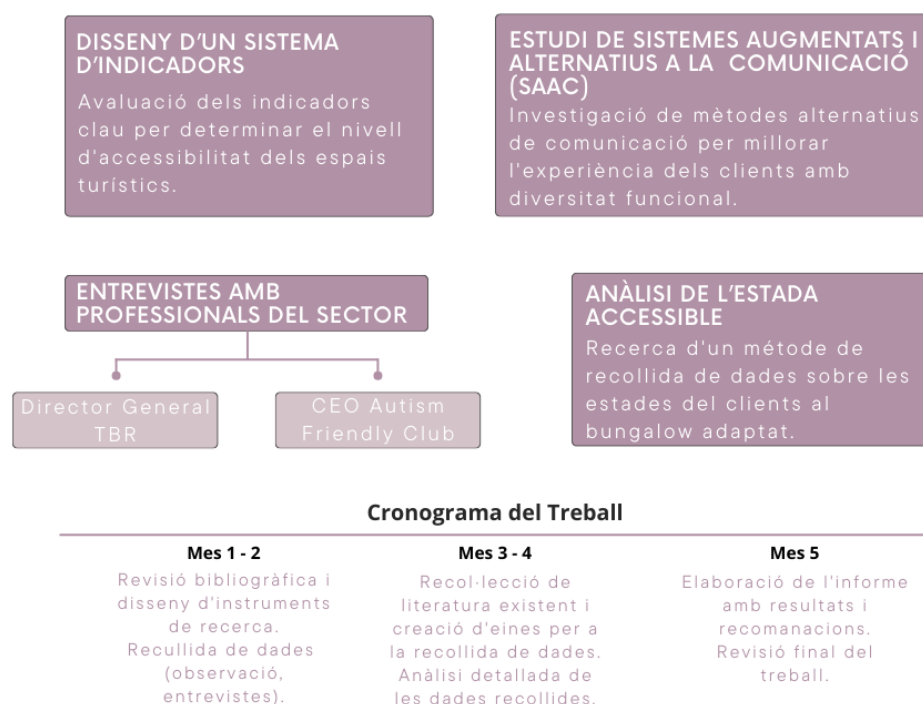 DISSENY D'UN SISTEMA
D'INDICADORS
Avaluació dels indicadors
clau per determinar el nivell
d'accessibilitat dels espais
turístics.
ESTUDI DE SISTEMES AUGMENTATS I
ALTERNATIUS A LA COMUNICACIÓ
(SAAC)
Investigació de mètodes alternatius
de comunicació per millorar
l'experiència dels clients amb
diversitat funcional.
ENTREVISTES AMB
PROFESSIONALS DEL SECTOR
Director General
TBR
CEO Autism
Friendly Club
ANÀLISI DE L'ESTADA
ACCESSIBLE
Recerca d'un métode de
recollida de dades sobre les
estades del clients al
bungalow adaptat.
Cronograma del Treball
Mes 1 - 2
Revisió bibliogràfica i
disseny d'instruments
de recerca.
Recullida de dades
(observació,
entrevistes).
Mes 3 - 4
Recol·lecció de
literatura existent i
creació d'eines per a
la recollida de dades.
Anàlisi detallada de
les dades recollides.
Mes 5
Elaboració de l'informe
amb resultats i
recomanacions.
Revisió final del
treball.